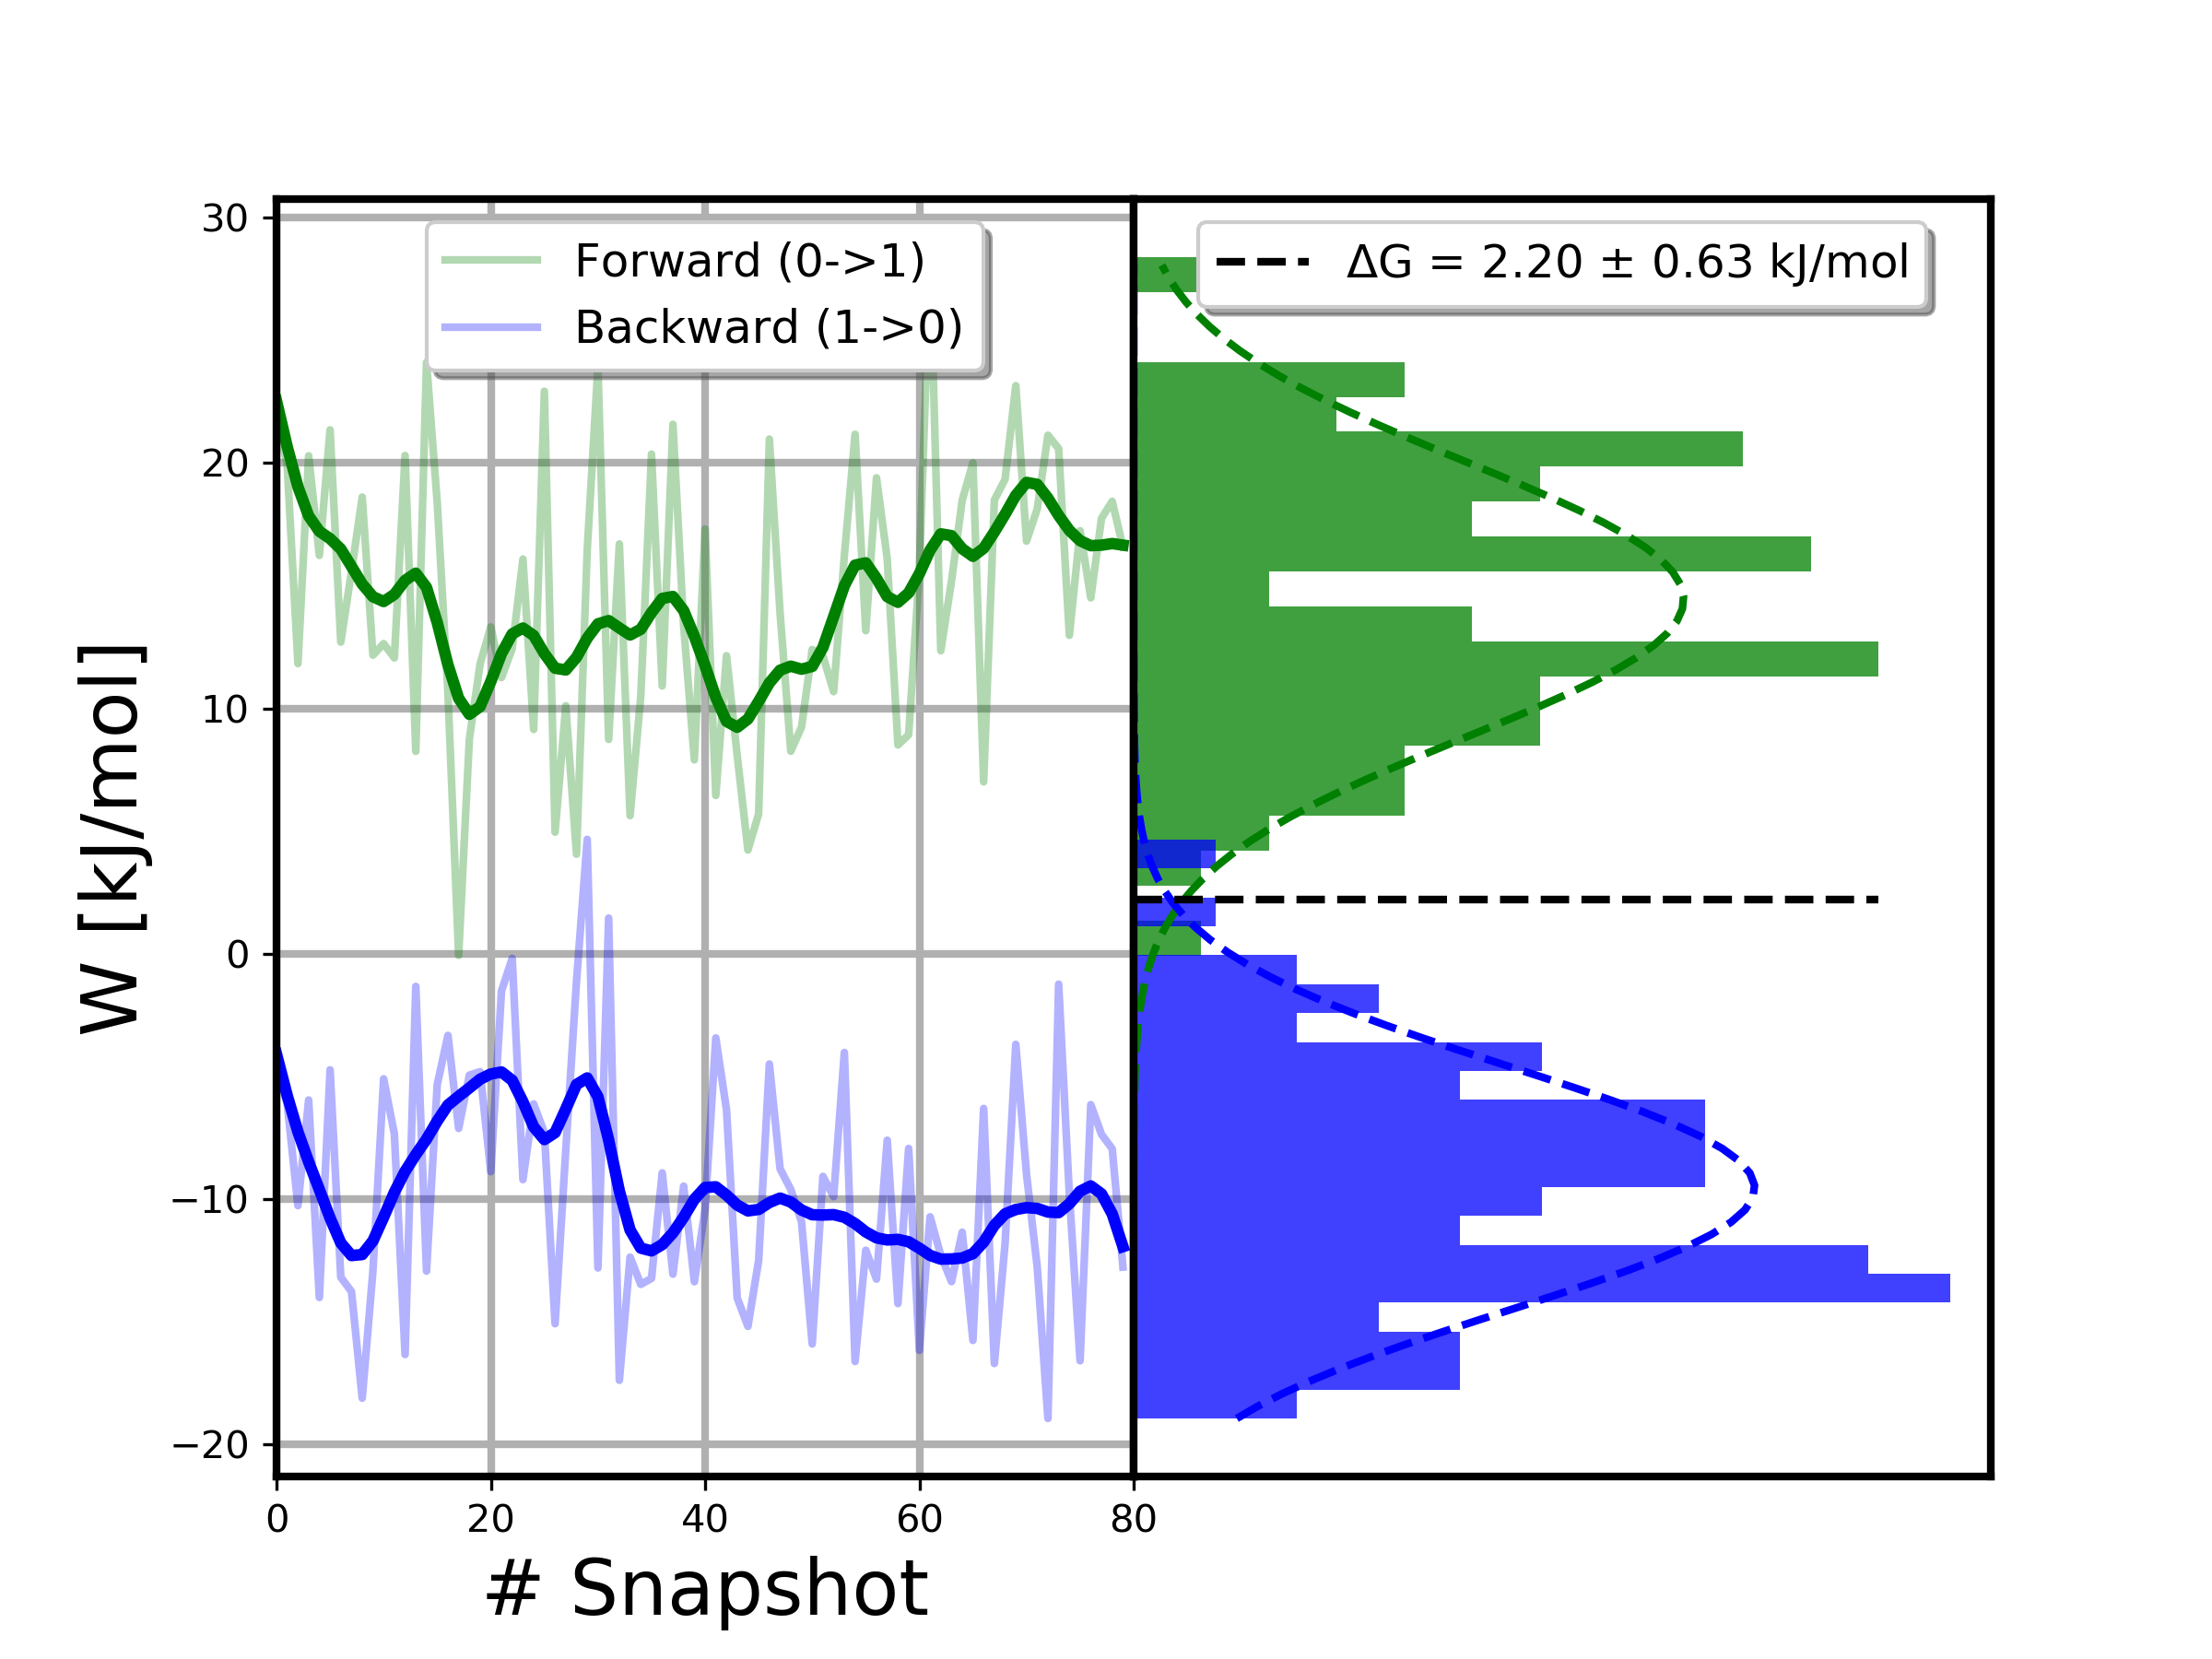 Forward (0->1)
Backward (1->0)
ΔG = 2.20 ± 0.63 kJ/mol
W [kJ/mol]
30
20
10
0
−10
−20
0 20 40 60 80
# Snapshot